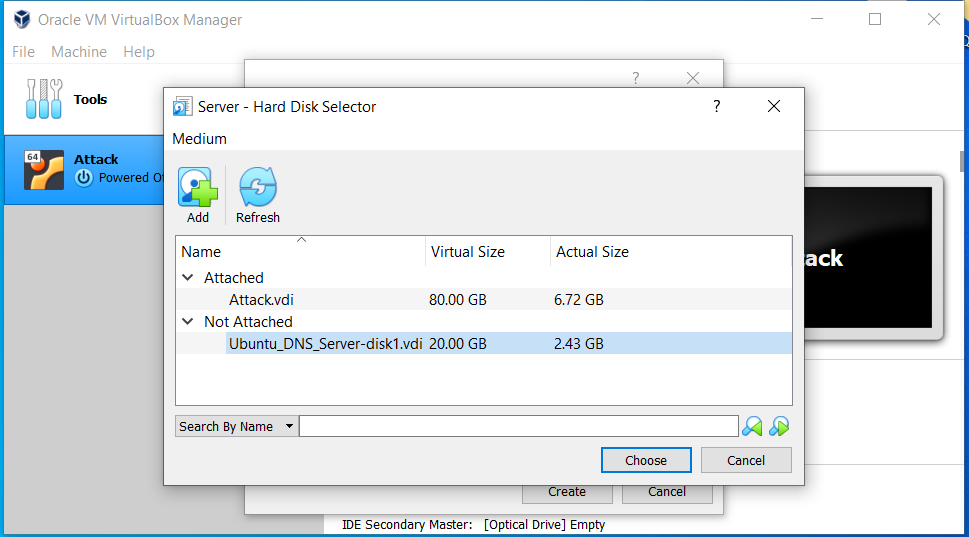 Oracle VM VirtualBox Manager
File Machine Help
?
Tools
Server - Hard Disk Selector ?
Medium
64
Attack
Powered O
Add Refresh
Name Virtual Size Actual Size
Attached
Attack.vdi 80.00 GB 6.72 GB
Not Attached
Ubuntu_DNS_Server-disk1.vdi 20.00 GB 2.43 GB
tack
Search By Name
Choose Cancel
Create Cancel
IDE Secondary Master: [Optical Drive] Empty